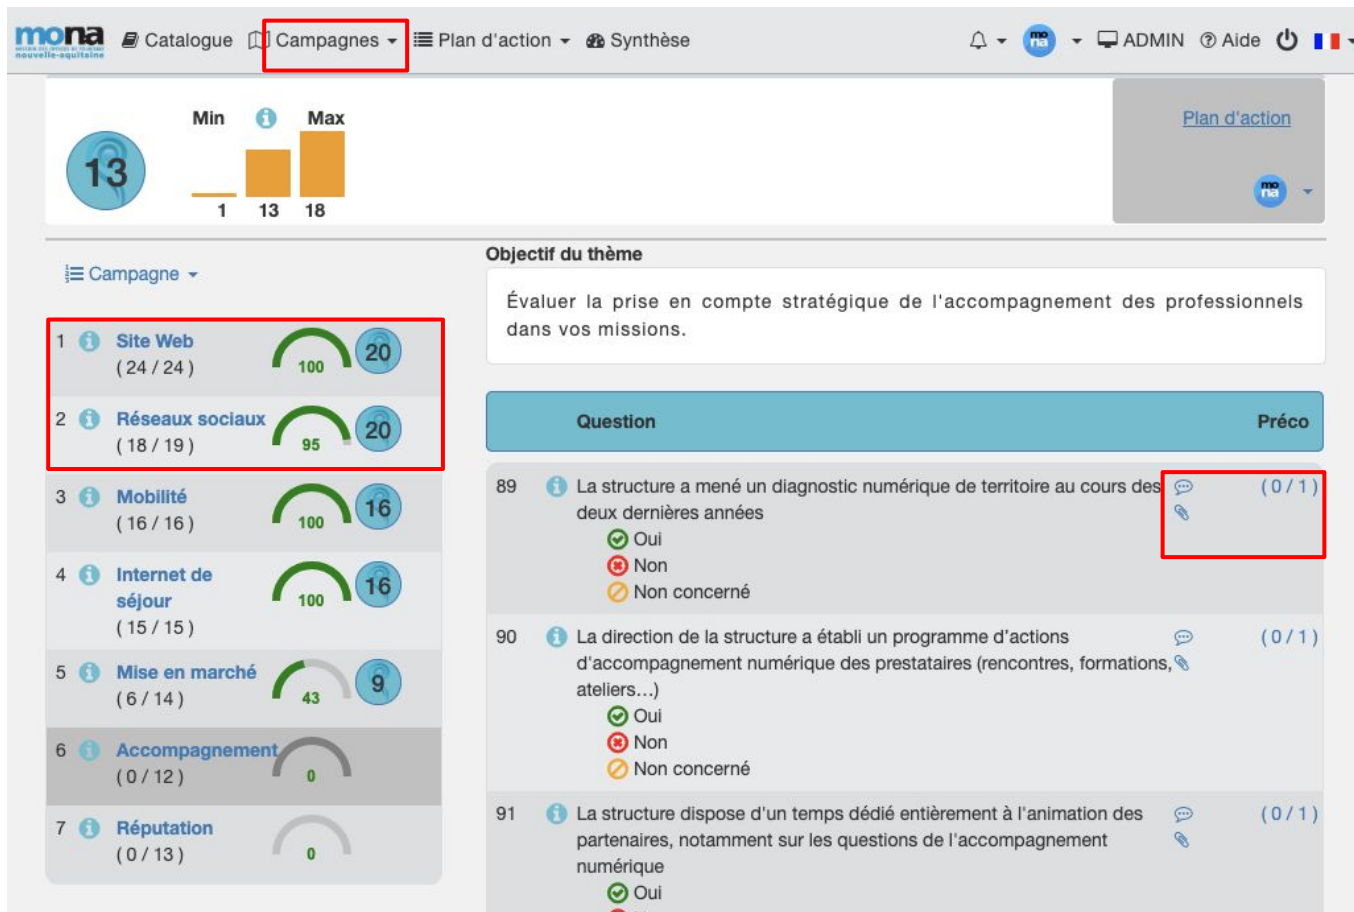 mona
nouvelle-aquitaine
Catalogue
Campagnes
Plan d'action
Synthèse
ADMIN
Aide
Min
Max
13
1
13
18
Plan d'action
mo
na
Campagne
1 Site Web
(24 / 24)
100
20
2 Réseaux sociaux
(18 / 19)
95
20
3 Mobilité
(16 / 16)
100
16
4 Internet de
séjour
(15 / 15)
100
16
5 Mise en marché
(6 / 14)
43
9
6 Accompagnement
(0 / 12)
0
7 Réputation
(0 / 13)
0
Objectif du thème
Évaluer la prise en compte stratégique de l'accompagnement des professionnels
dans vos missions.
Question
Préco
89 La structure a mené un diagnostic numérique de territoire au cours des (0 / 1)
deux dernières années
Oui
Non
Non concerné
90 La direction de la structure a établi un programme d'actions (0 / 1)
d'accompagnement numérique des prestataires (rencontres, formations,
ateliers…)
Oui
Non
Non concerné
91 La structure dispose d'un temps dédié entièrement à l'animation des (0 / 1)
partenaires, notamment sur les questions de l'accompagnement
numérique
Oui